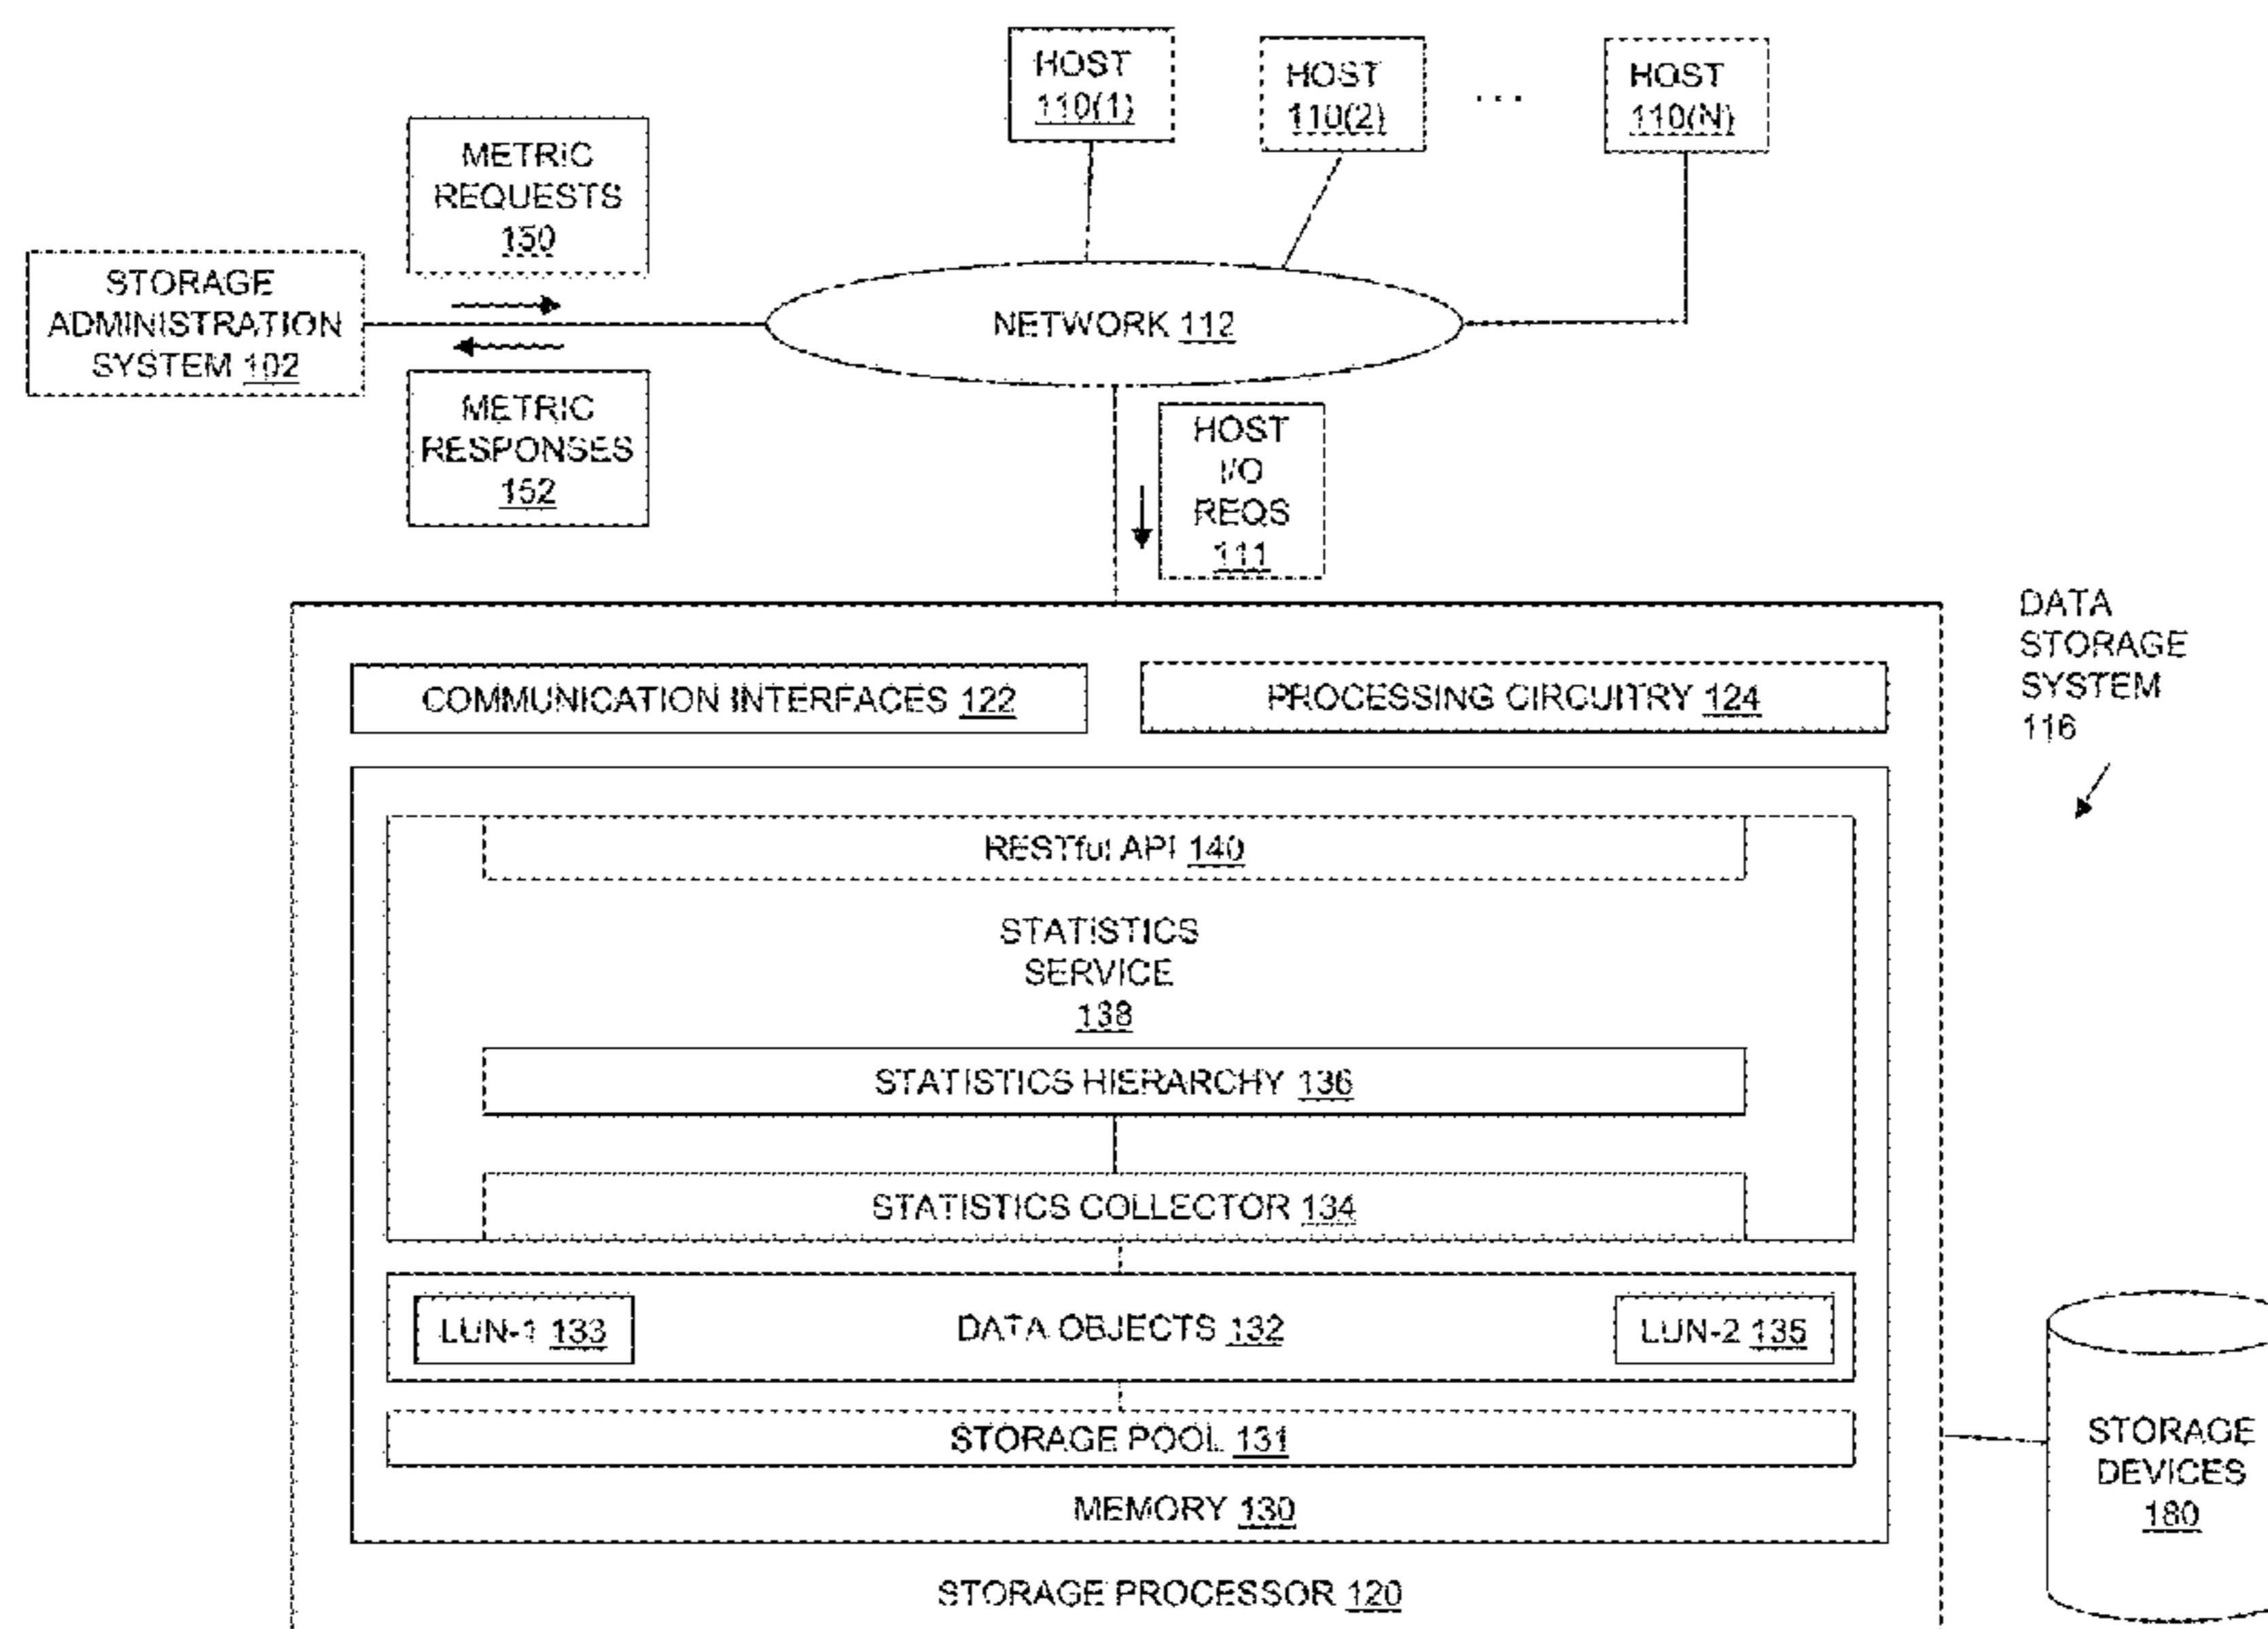 HOST
110(1)
HOST
110(2)
...
HOST
110(N)
METRIC
REQUESTS
150
STORAGE
ADMINISTRATION
SYSTEM 102
NETWORK 112
METRIC
RESPONSES
152
HOST
I/O
REQS
111
DATA
STORAGE
SYSTEM
116
COMMUNICATION INTERFACES 122
PROCESSING CIRCUITRY 124
RESTful API 140
STATISTICS
SERVICE
138
STATISTICS HIERARCHY 136
STATISTICS COLLECTOR 134
LUN-1 133
DATA OBJECTS 132
LUN-2 135
STORAGE POOL 131
MEMORY 130
STORAGE PROCESSOR 120
STORAGE
DEVICES
180